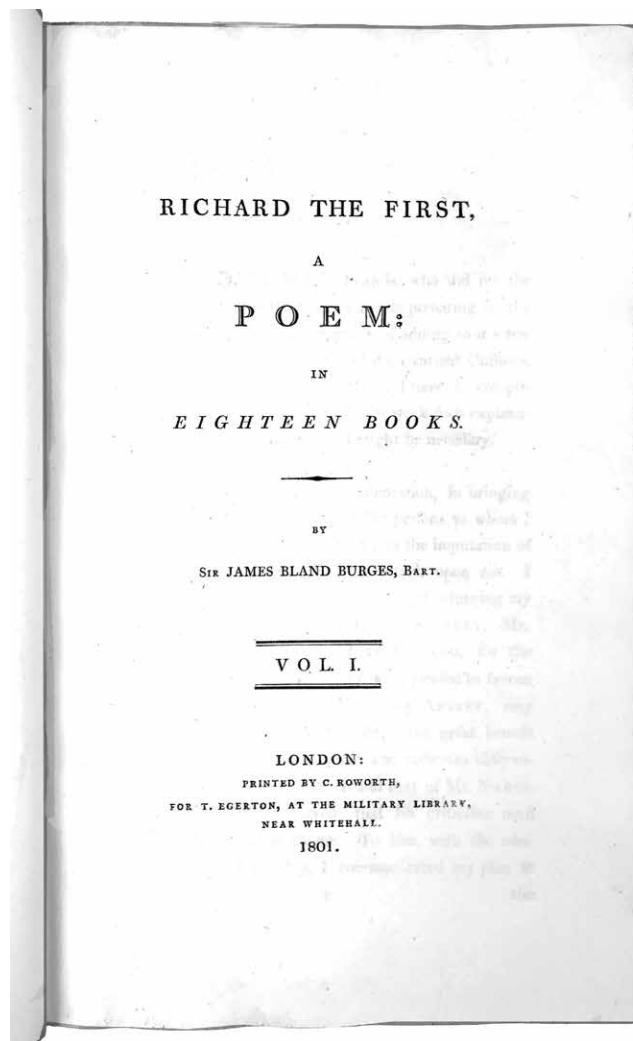 RICHARD THE FIRST,
A
POEM:
IN
EIGHTEEN BOOKS.
BY
SIR JAMES BLAND BURGES, BART.
VOL. I.
LONDON:
PRINTED BY C. ROWORTH,
FOR T. EGERTON, AT THE MILITARY LIBRARY,
NEAR WHITEHALL.
1801.